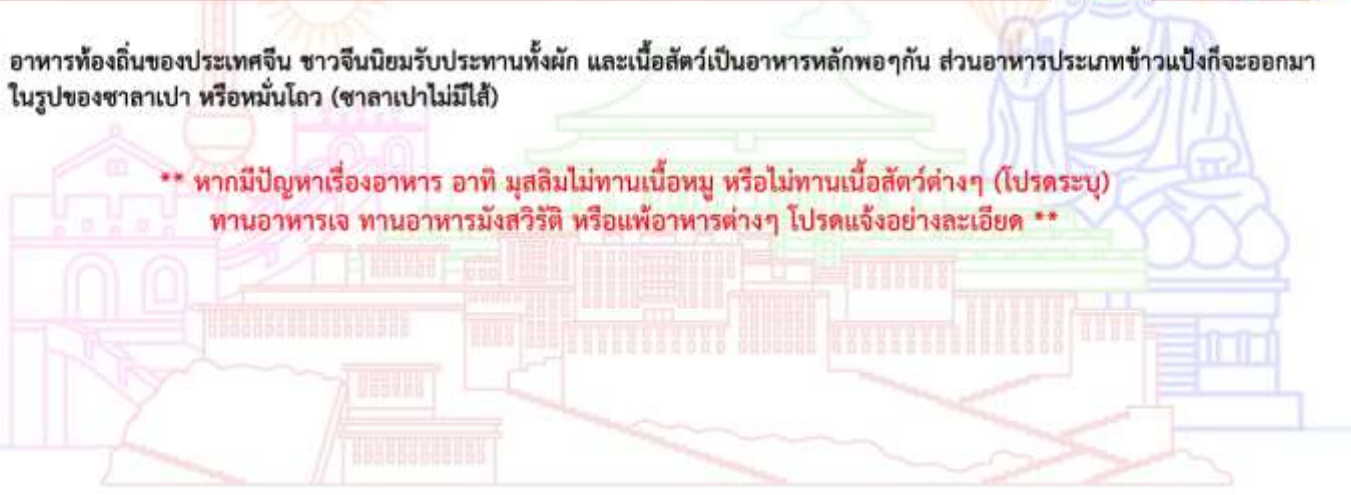 อาหารท้องถิ่นของประเทศจีน ชาวจีนนิยมรับประทานทั้งผัก และเนื้อสัตว์เป็นอาหารหลักพอๆกัน ส่วนอาหารประเภทข้าวแป้งก็จะออกมา
ในรูปของซาลาเปา หรือหมั่นโถว (ซาลาเปาไม่มีไส้)
** หากมีปัญหาเรื่องอาหาร อาทิ มุสลิมไม่ทานเนื้อหมู หรือไม่ทานเนื้อสัตว์ต่างๆ (โปรดระบุ)
ทานอาหารเจ ทานอาหารมังสวิรัติ หรือแพ้อาหารต่างๆ โปรดแจ้งอย่างละเอียด **